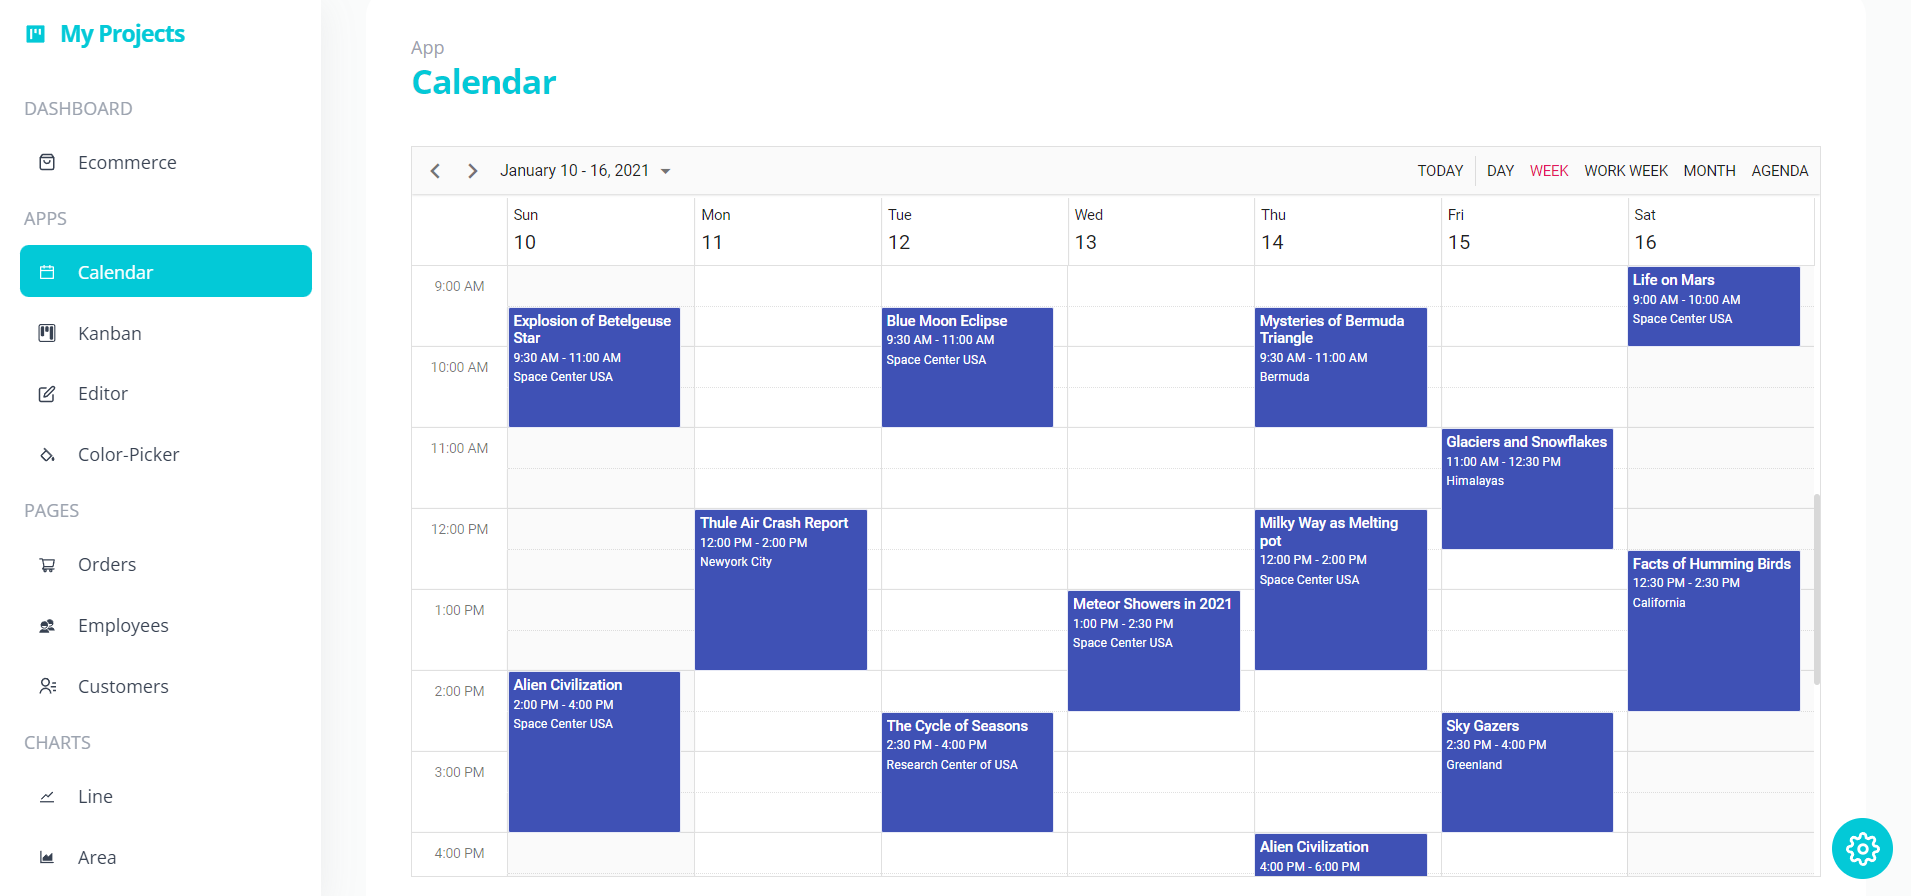 My Projects
DASHBOARD
Ecommerce
APPS
Calendar
Kanban
Editor
Color-Picker
PAGES
Orders
Employees
Customers
CHARTS
Line
Area
App
Calendar
January 10 - 16, 2021
TODAY DAY WEEK WORK WEEK MONTH AGENDA
Sun Mon Tue Wed Thu Fri Sat
10 11 12 13 14 15 16
9:00 AM
10:00 AM
11:00 AM
12:00 PM
1:00 PM
2:00 PM
3:00 PM
4:00 PM
Explosion of Betelgeuse
Star
9:30 AM - 11:00 AM
Space Center USA
Alien Civilization
2:00 PM - 4:00 PM
Space Center USA
Thule Air Crash Report
12:00 PM - 2:00 PM
Newyork City
Blue Moon Eclipse
9:30 AM - 11:00 AM
Space Center USA
The Cycle of Seasons
2:30 PM - 4:00 PM
Research Center of USA
Meteor Showers in 2021
1:00 PM - 2:30 PM
Space Center USA
Mysteries of Bermuda
Triangle
9:30 AM - 11:00 AM
Bermuda
Milky Way as Melting
pot
12:00 PM - 2:00 PM
Space Center USA
Alien Civilization
4:00 PM - 6:00 PM
Glaciers and Snowflakes
11:00 AM - 12:30 PM
Himalayas
Sky Gazers
2:30 PM - 4:00 PM
Greenland
Life on Mars
9:00 AM - 10:00 AM
Space Center USA
Facts of Humming Birds
12:30 PM - 2:30 PM
California